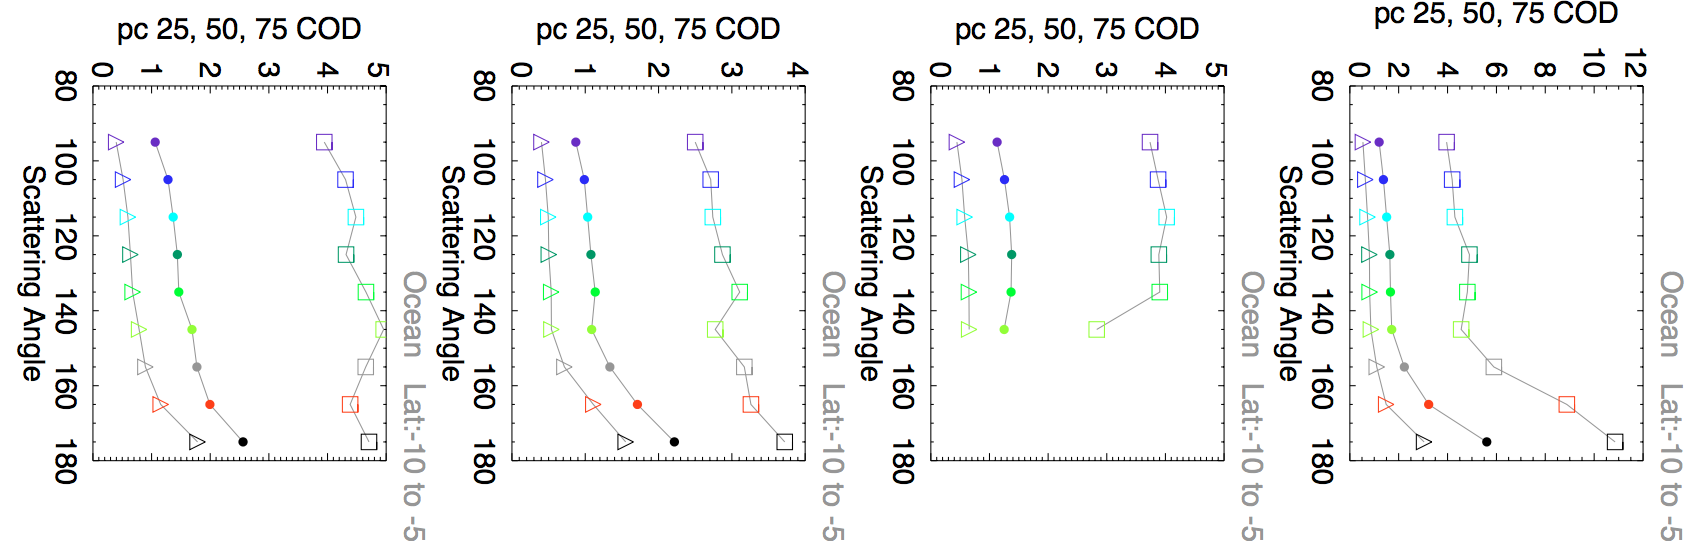 pc 25, 50, 75 COD
0 1 2 3 4 5
80 100 120 140 160 180
Scattering Angle
Ocean Lat:-10 to -5
pc 25, 50, 75 COD
0 1 2 3 4
80 100 120 140 160 180
Scattering Angle
Ocean Lat:-10 to -5
pc 25, 50, 75 COD
0 1 2 3 4 5
80 100 120 140 160 180
Scattering Angle
Ocean Lat:-10 to -5
pc 25, 50, 75 COD
0 2 4 6 8 10 12
80 100 120 140 160 180
Scattering Angle
Ocean Lat:-10 to -5